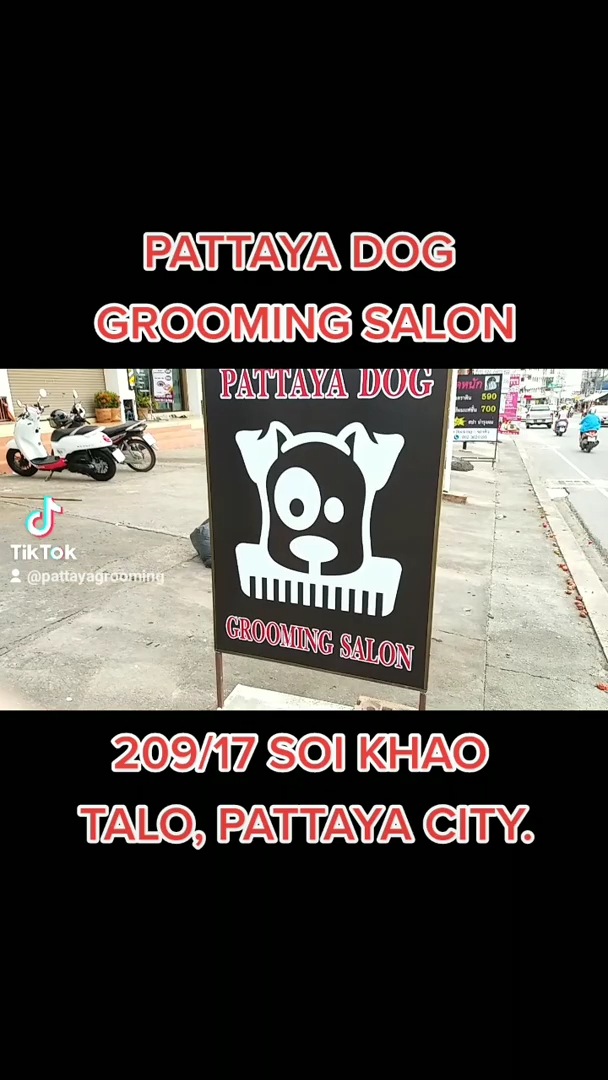 PATTAYA DOG
GROOMING SALON
PATTAYA DOG
GROOMING SALON
590
700
TikTok
@pattayagrooming
209/17 SOI KHAO
TALO, PATTAYA CITY.